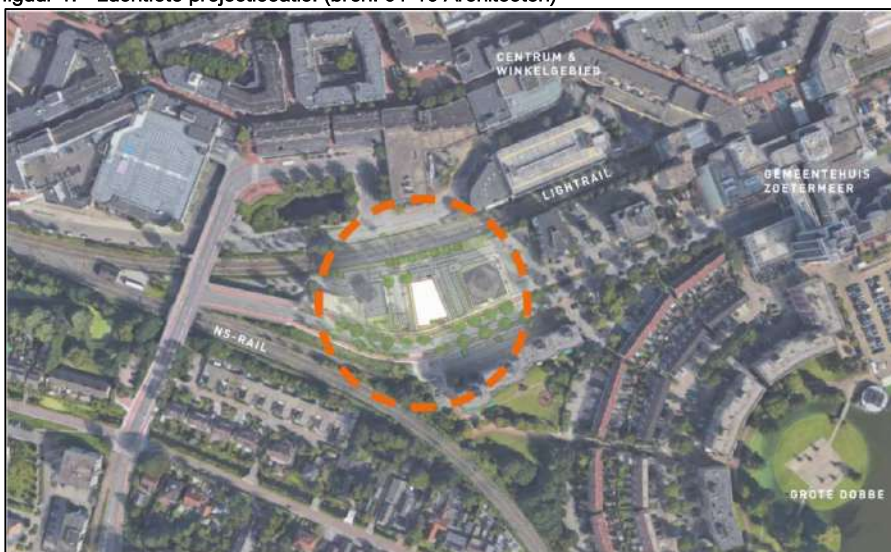 CENTRUM &
WINKELGEBIED
LIGHTRAIL
GEMEENTEHUIS
ZOETERMEER
NS-RAIL
GROTE DOBBE